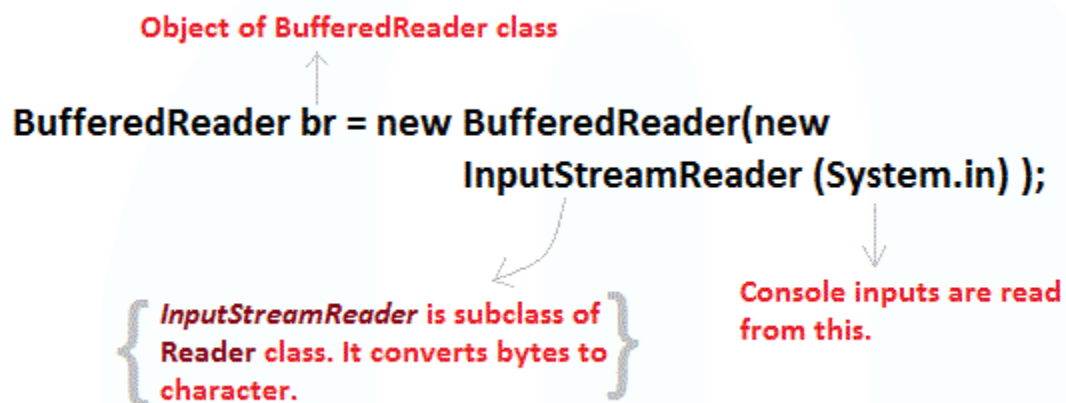 Object of BufferedReader class
BufferedReader br = new BufferedReader(new
InputStreamReader (System.in) );
{ InputStreamReader is subclass of
Reader class. It converts bytes to
character. }
Console inputs are read
from this.